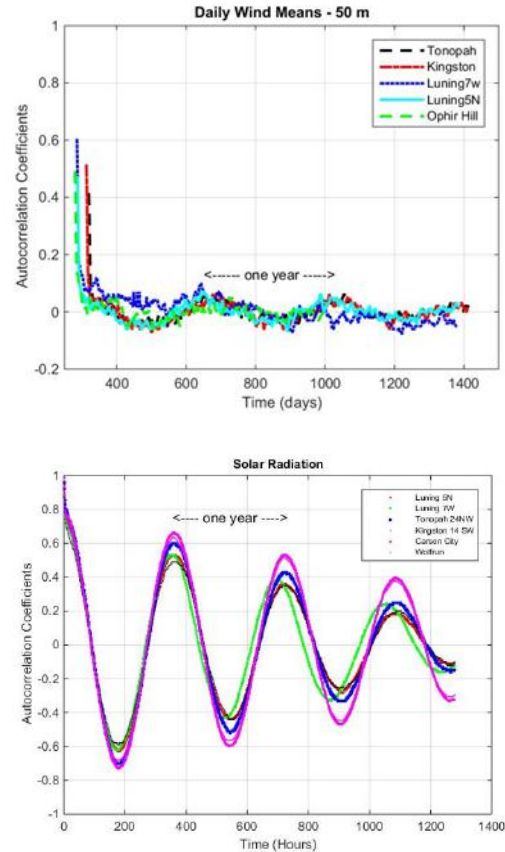 Daily Wind Means - 50 m
1
0.8
0.6
0.4
0.2
0
-0.2
Autocorrelation Coefficients
Tonopah
Kingston
Luning7w
Luning5N
Ophir Hill
<------ one year ----->
400
600
800
1000
1200
1400
Time (days)
Solar Radiation
1
0.8
0.6
0.4
0.2
0
-0.2
-0.4
-0.6
-0.8
-1
Autocorrelation Coefficients
<---- one year ---->
Luning 5N
Luning 7W
Tonopah 24NW
Kingston 14 SW
Carson City
0
200
400
600
800
1000
1200
1400
Time (Hours)